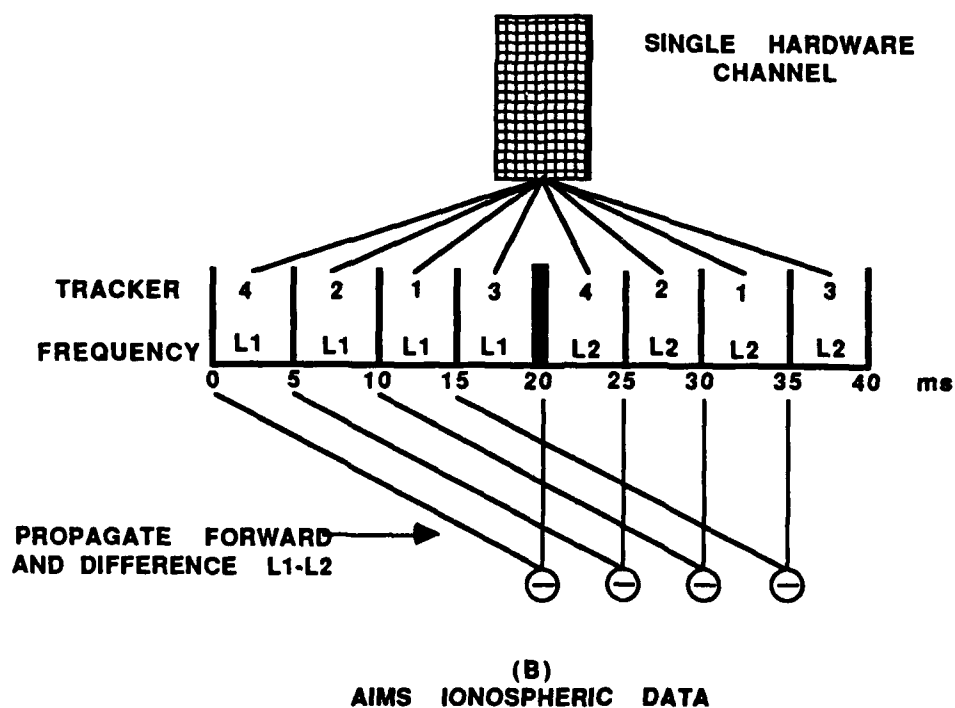 SINGLE HARDWARE
CHANNEL
TRACKER 4 2 1 3 4 2 1 3
FREQUENCY L1 L1 L1 L1 L2 L2 L2 L2
0 5 10 15 20 25 30 35 40 ms
PROPAGATE FORWARD
AND DIFFERENCE L1-L2
(B)
AIMS IONOSPHERIC DATA